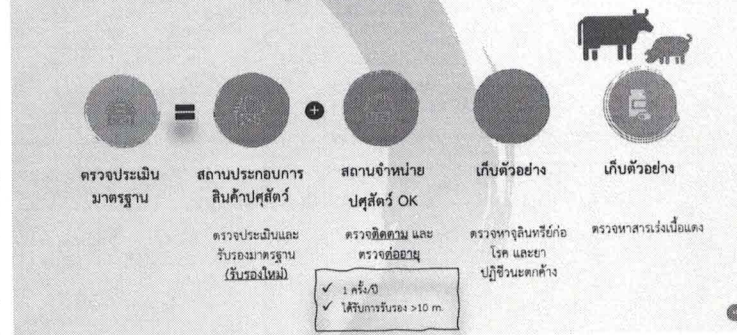 ตรวจประเมิน
มาตรฐาน
=
สถานประกอบการ
สินค้าปศุสัตว์
ตรวจประเมินและ
รับรองมาตรฐาน
(รับรองใหม่)
+
สถานจำหน่าย
ปศุสัตว์ OK
ตรวจติดตาม และ
ตรวจต่ออายุ
✓ 1 ครั้ง/ปี
✓ ได้รับการรับรอง >10 m.
เก็บตัวอย่าง
ตรวจหาจุลินทรีย์ก่อ
โรค และยา
ปฏิชีวนะตกค้าง
เก็บตัวอย่าง
ตรวจหาสารเร่งเนื้อแดง